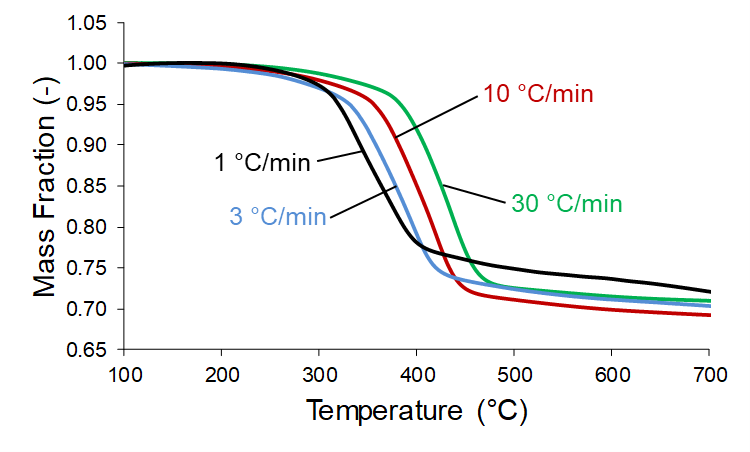 1.05
1.00
0.95
0.90
0.85
0.80
0.75
0.70
0.65
Mass Fraction (-)
10 °C/min
1 °C/min
3 °C/min
30 °C/min
100 200 300 400 500 600 700
Temperature (°C)